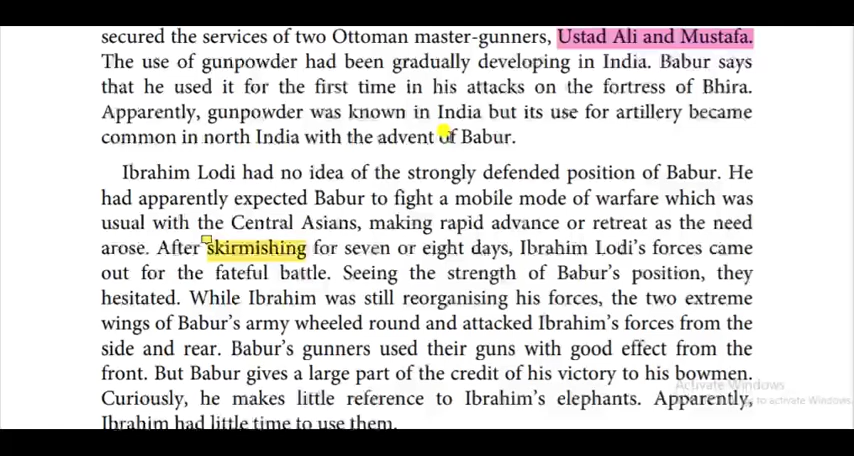 secured the services of two Ottoman master-gunners, Ustad Ali and Mustafa.
The use of gunpowder had been gradually developing in India. Babur says
that he used it for the first time in his attacks on the fortress of Bhira.
Apparently, gunpowder was known in India but its use for artillery became
common in north India with the advent of Babur.
Ibrahim Lodi had no idea of the strongly defended position of Babur. He
had apparently expected Babur to fight a mobile mode of warfare which was
usual with the Central Asians, making rapid advance or retreat as the need
arose. After skirmishing for seven or eight days, Ibrahim Lodi's forces came
out for the fateful battle. Seeing the strength of Babur's position, they
hesitated. While Ibrahim was still reorganising his forces, the two extreme
wings of Babur's army wheeled round and attacked Ibrahim's forces from the
side and rear. Babur's gunners used their guns with good effect from the
front. But Babur gives a large part of the credit of his victory to his bowmen.
Activate Windows
Curiously, he makes little reference to Ibrahim's elephants. Apparently,
to activate Windows.
Ibrahim had little time to use them.